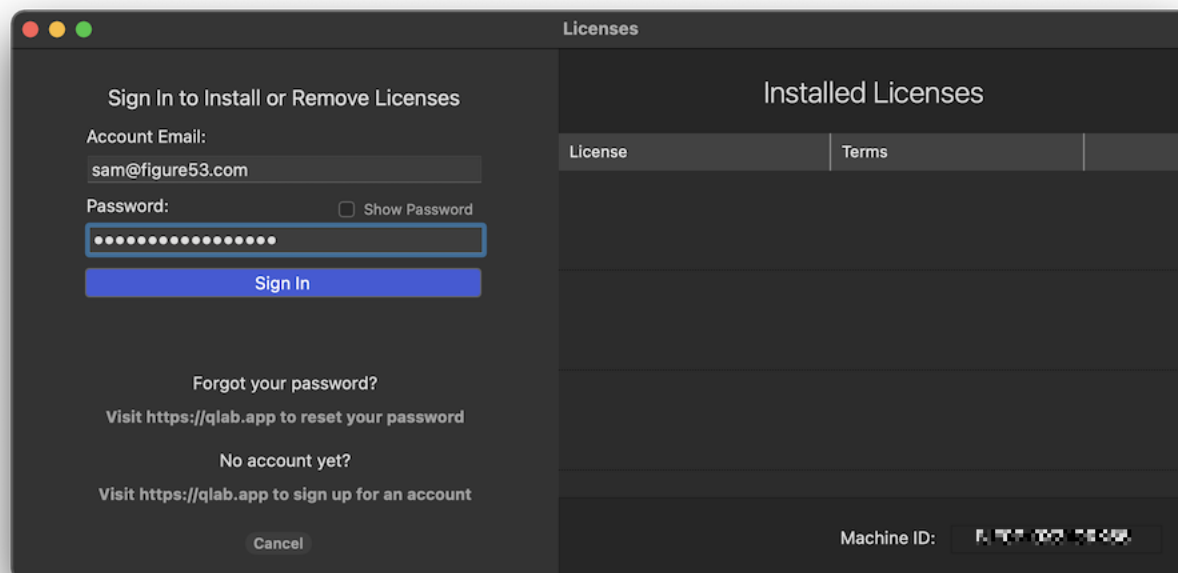 Licenses
Sign In to Install or Remove Licenses
Account Email:
sam@figure53.com
Password:
Show Password
•••••••••••••••••
Sign In
Forgot your password?
Visit https://qlab.app to reset your password
No account yet?
Visit https://qlab.app to sign up for an account
Cancel
Installed Licenses
License
Terms
Machine ID: